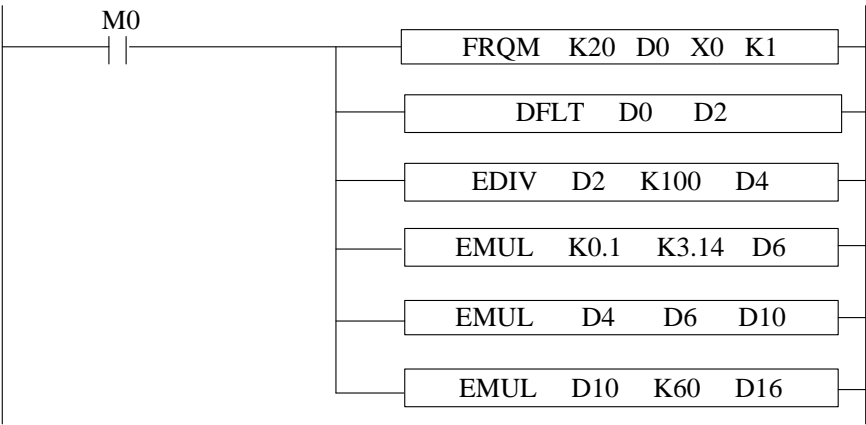 M0
FRQM K20 D0 X0 K1
DFLT D0 D2
EDIV D2 K100 D4
EMUL K0.1 K3.14 D6
EMUL D4 D6 D10
EMUL D10 K60 D16